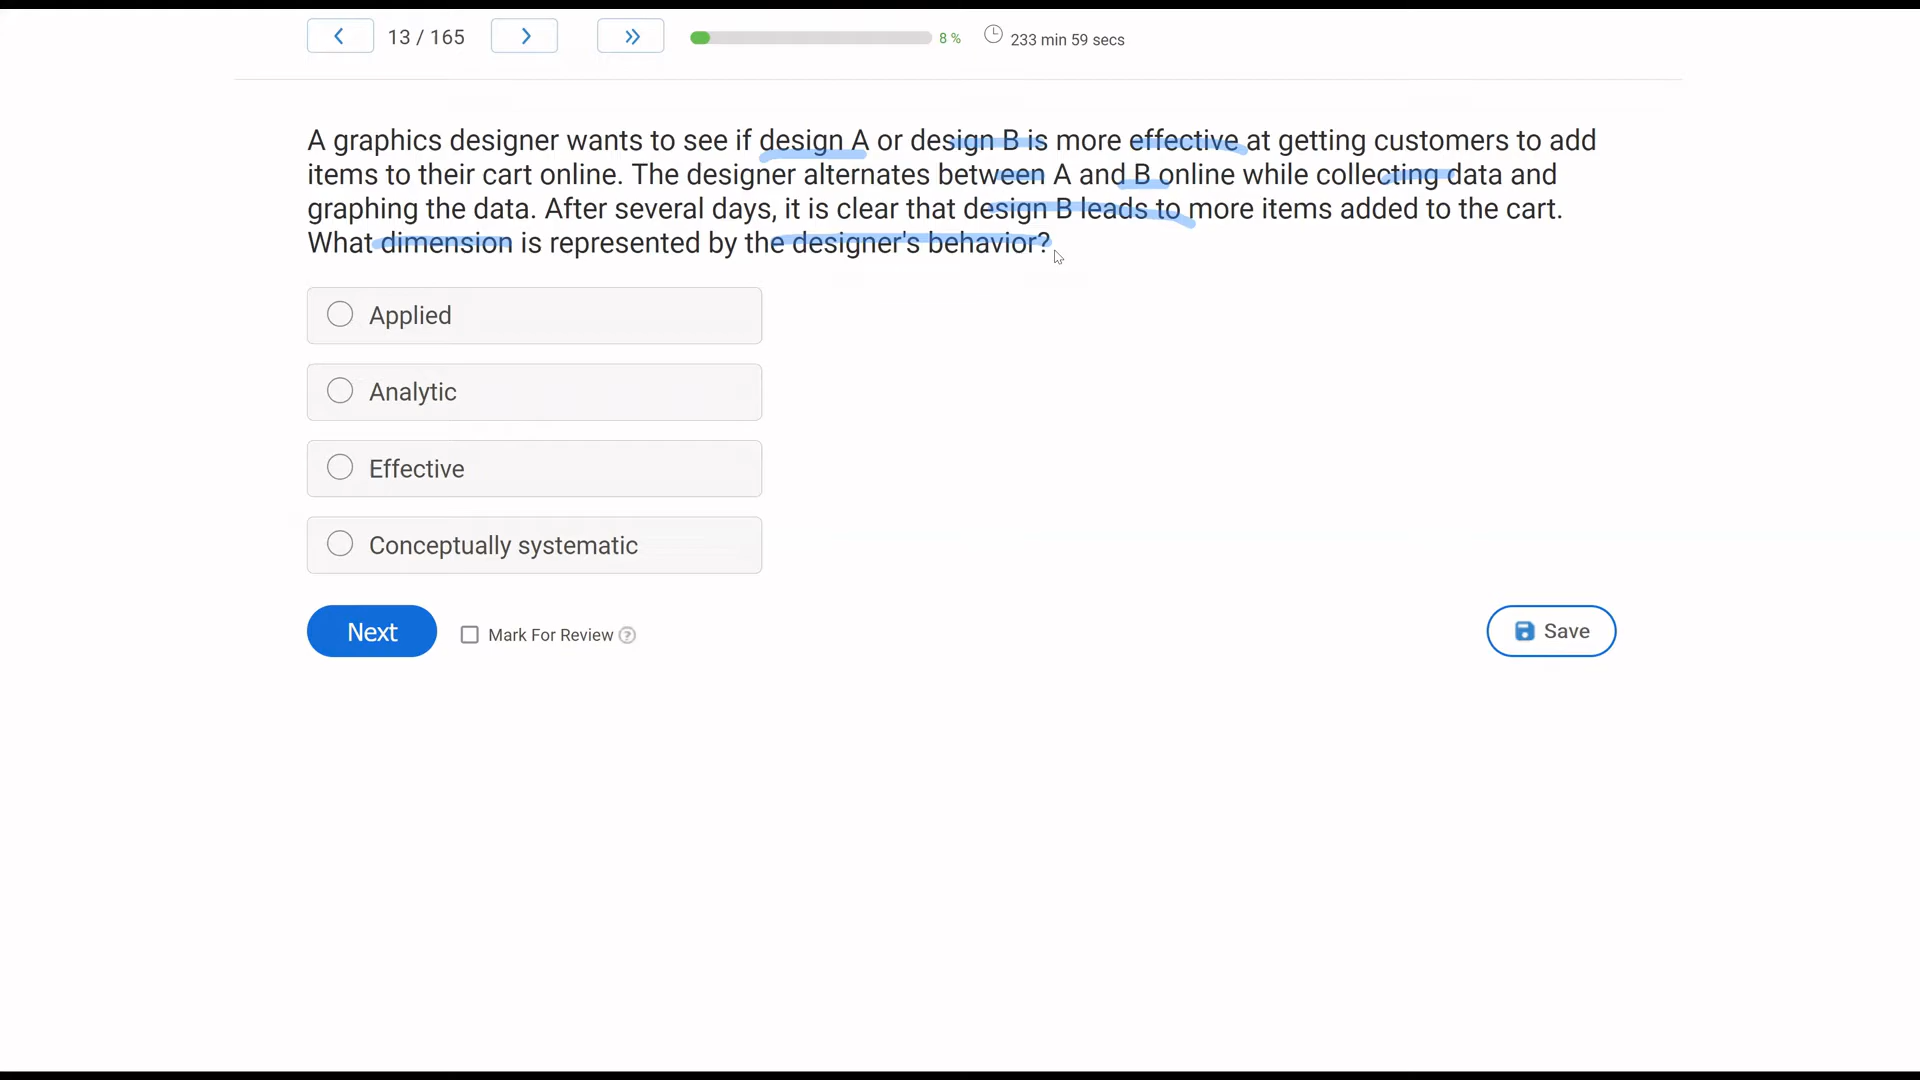 13 / 165
8 %
233 min 59 secs
A graphics designer wants to see if design A or design B is more effective at getting customers to add
items to their cart online. The designer alternates between A and B online while collecting data and
graphing the data. After several days, it is clear that design B leads to more items added to the cart.
What dimension is represented by the designer's behavior?
Applied
Analytic
Effective
Conceptually systematic
Next
Mark For Review ?
Save